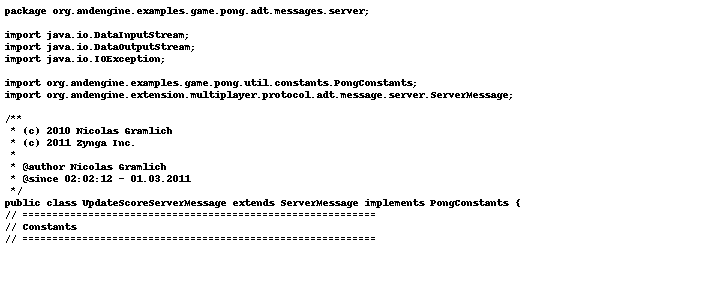 package org.andengine.examples.game.pong.adt.messages.server;
import java.io.DataInputStream;
import java.io.DataOutputStream;
import java.io.IOException;
import org.andengine.examples.game.pong.util.constants.PongConstants;
import org.andengine.extension.multiplayer.protocol.adt.message.server.ServerMessage;
/**
 * (c) 2010 Nicolas Gramlich
 * (c) 2011 Zynga Inc.
 *
 * @author Nicolas Gramlich
 * @since 02:02:12 - 01.03.2011
 */
public class UpdateScoreServerMessage extends ServerMessage implements PongConstants {
// ===========================================================
// Constants
// ===========================================================